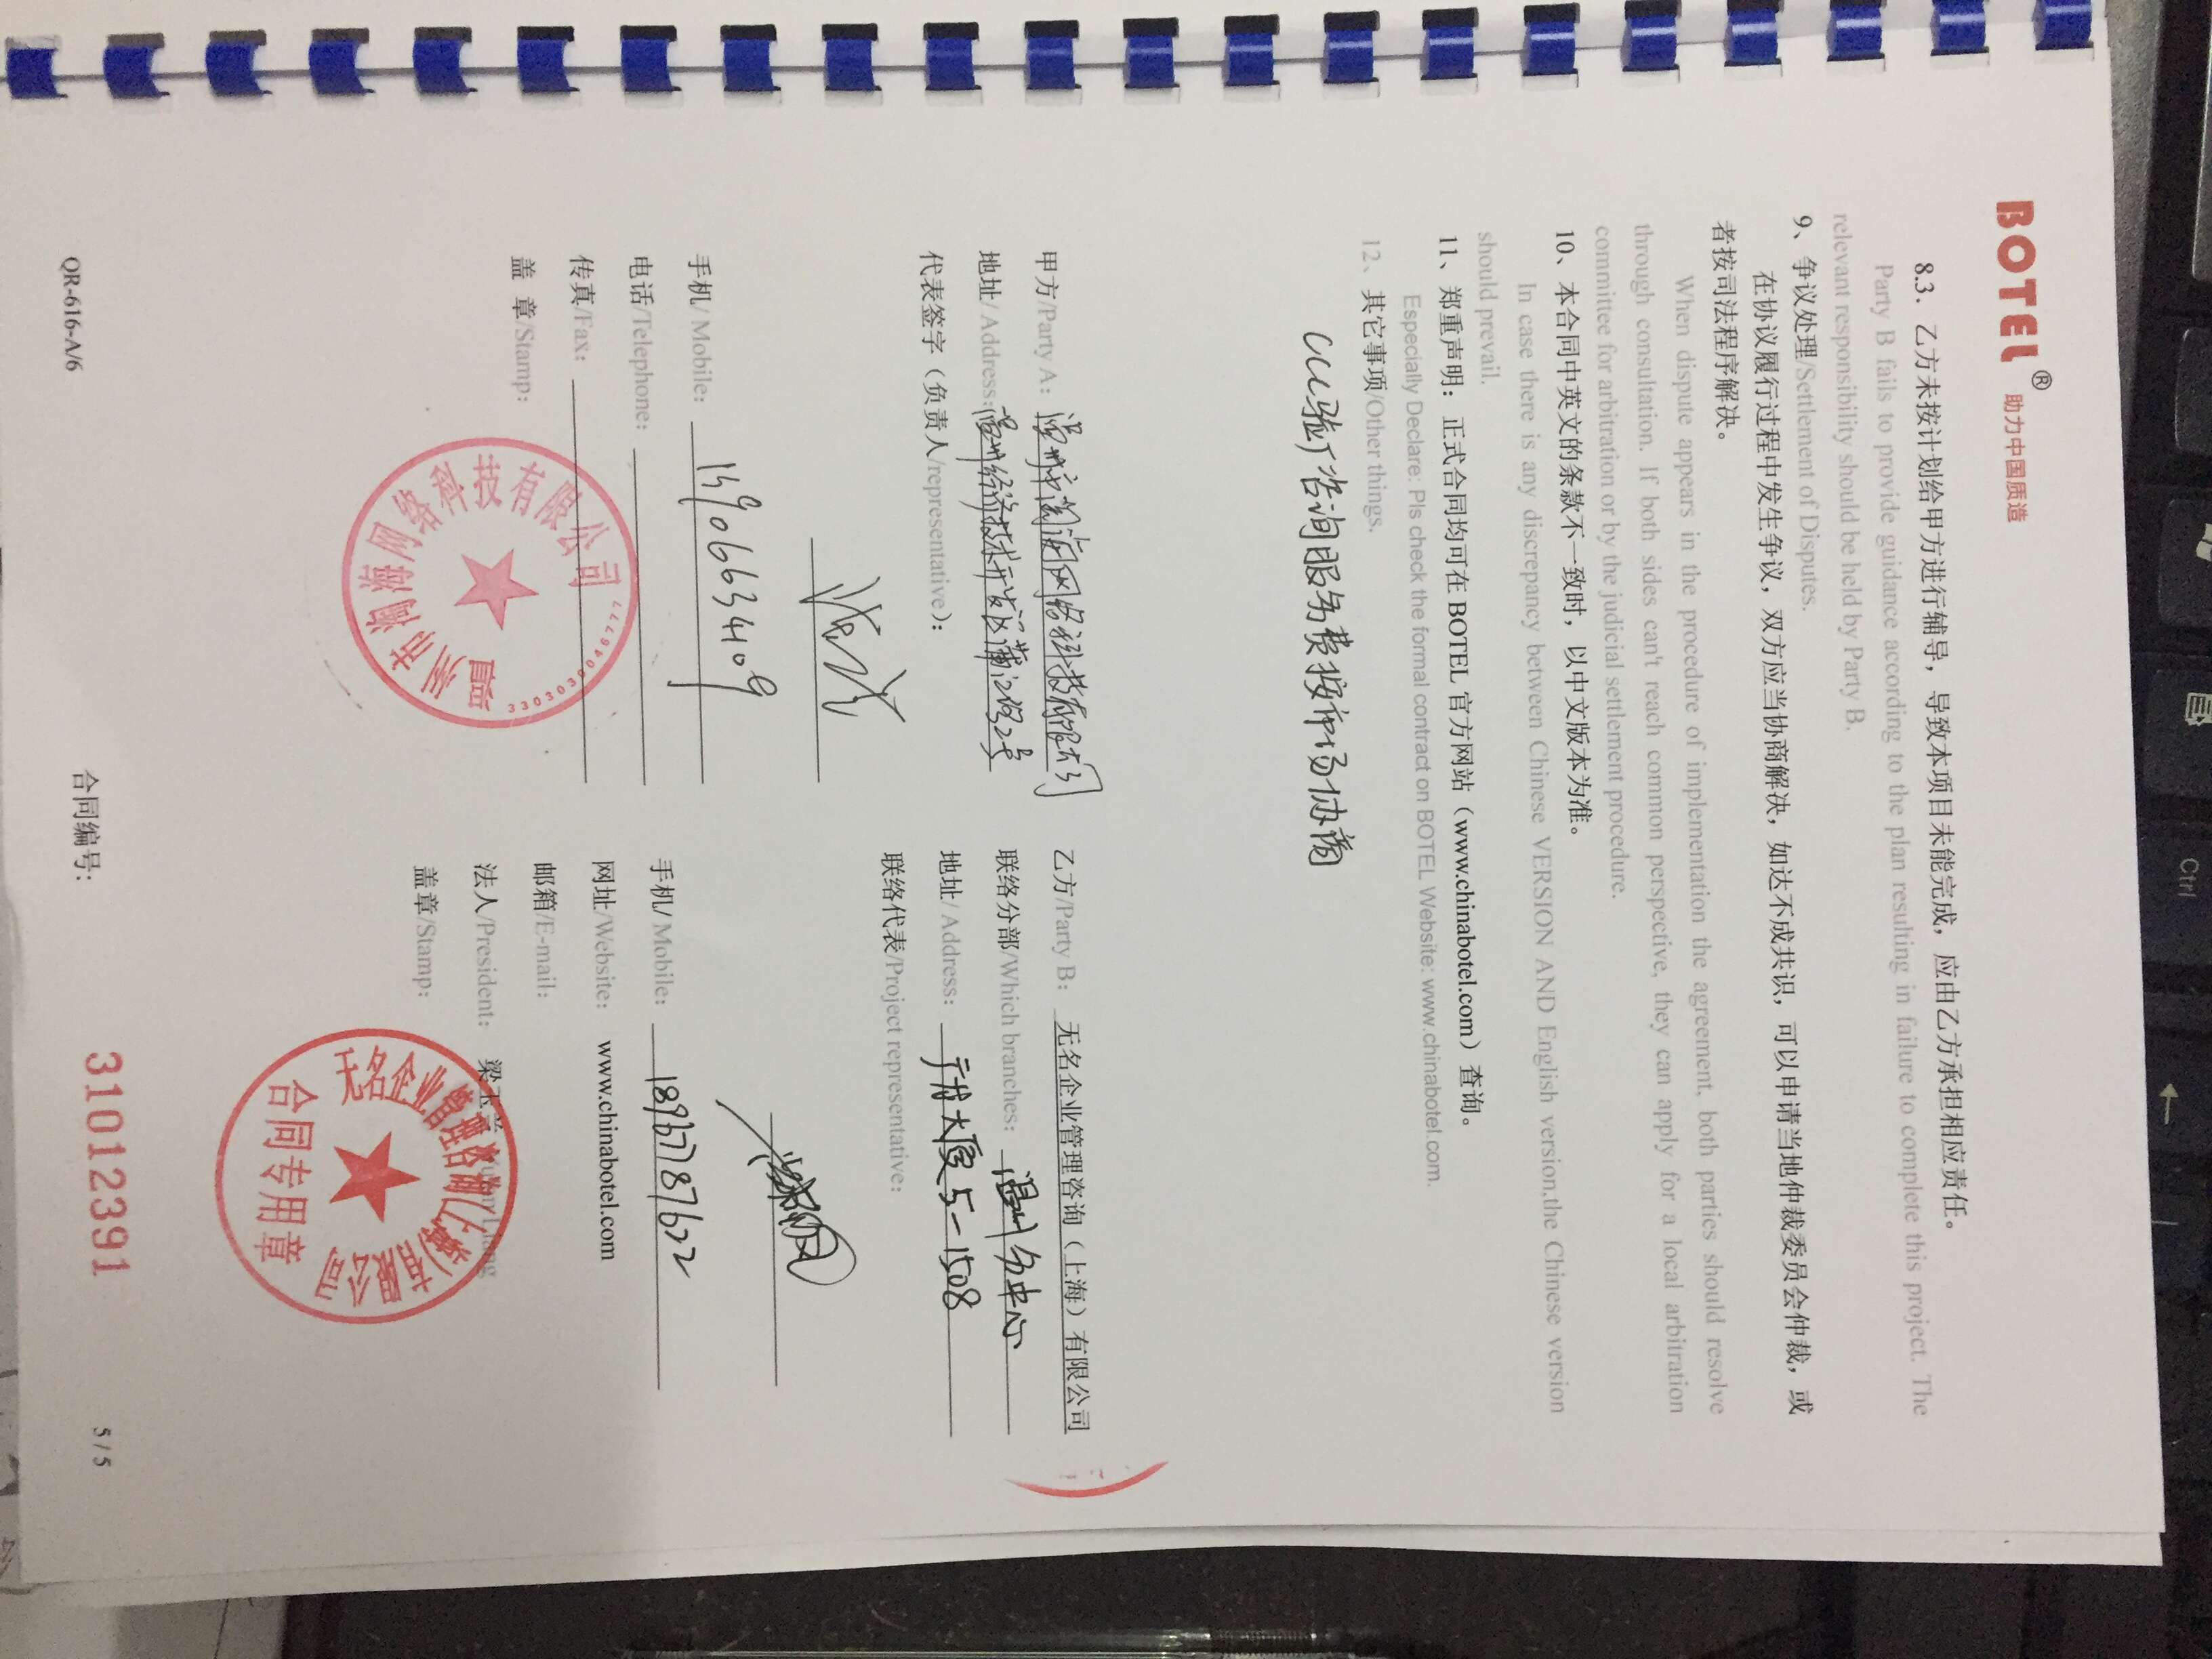 Ctrl
BOTEL® 助力中国质造
8.3. 乙方未按计划给甲方进行辅导，导致本项目未能完成，应由乙方承担相应责任。
Party B fails to provide guidance according to the plan resulting in failure to complete this project. The
relevant responsibility should be held by Party B.
9、争议处理/Settlement of Disputes.
在协议履行过程中发生争议，双方应当协商解决，如达不成共识，可以申请当地仲裁委员会仲裁，或
者按司法程序解决。
When dispute appears in the procedure of implementation the agreement, both parties should resolve
through consultation. If both sides can't reach common perspective, they can apply for a local arbitration
committee for arbitration or by the judicial settlement procedure.
10、本合同中英文的条款不一致时，以中文版本为准。
In case there is any discrepancy between Chinese VERSION AND English version,the Chinese version
should prevail.
11、郑重声明：正式合同均可在 BOTEL 官方网站（www.chinabotel.com）查询。
Especially Declare: Pls check the formal contract on BOTEL Website: www.chinabotel.com.
12、其它事项/Other things.
CCC验厂咨询服务费按市场协商
甲方/Party A： 温州市阅海网络科技有限公司
地址/ Address： 温州经济技术开发区蒲江路2号
代表签字（负责人/representative）：
手机/ Mobile： 15906634109
电话/Telephone：
传真/Fax：
盖 章/Stamp：
乙方/Party B： 无名企业管理咨询（上海）有限公司
联络分部/Which branches： 温州分中心
地址/ Address： 大厦5-1508
联络代表/Project representative：
手机/ Mobile： 18967787622
网址/Website： www.chinabotel.com
邮箱/E-mail：
法人/President： 梁玉兰 Yulan Liang
盖章/Stamp：
网络科技有限公司
3303030046777
无名企业管理咨询(上海)有限公司
合同专用章
QR-616-A/6
合同编号:
31012391
5 / 5